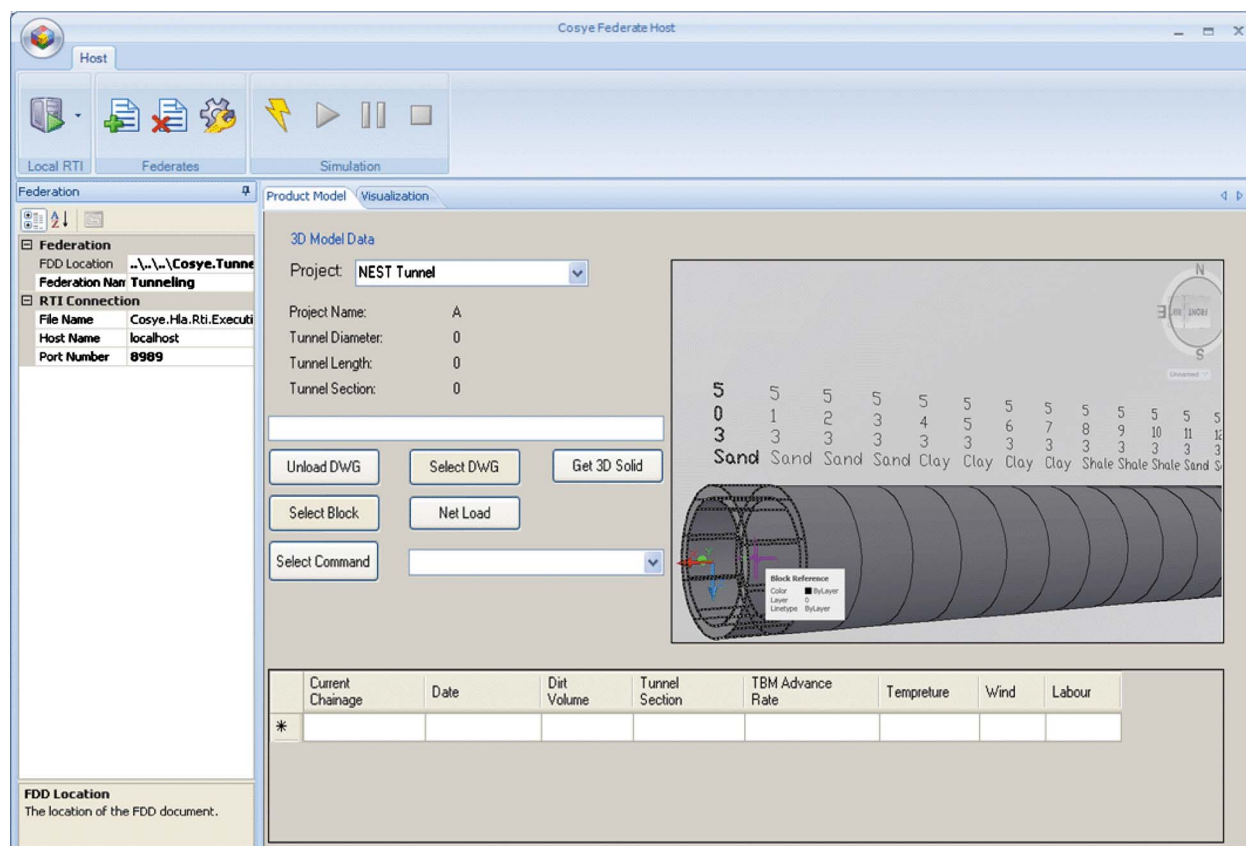 Cosye Federate Host
Host
Local RTI Federates Simulation
Federation
Product Model Visualization
Federation
FDD Location ..\..\..\Cosye.Tunne
Federation Nam Tunneling
RTI Connection
File Name Cosye.Hla.Rti.Executi
Host Name localhost
Port Number 8989
3D Model Data
Project: NEST Tunnel
Project Name: A
Tunnel Diameter: 0
Tunnel Length: 0
Tunnel Section: 0
Unload DWG Select DWG Get 3D Solid
Select Block Net Load
Select Command
N
E FRONT
S
Unnamed
5 5 5 5 5 5 5 5 5 5 5 5 5
0 1 2 3 4 5 6 7 8 9 10 11 12
3 3 3 3 3 3 3 3 3 3 3 3 3
Sand Sand Sand Sand Clay Clay Clay Clay Shale Shale Shale Sand S
Block Reference
Color ByLayer
Layer 0
Linetype ByLayer
Current Chainage Date Dirt Volume Tunnel Section TBM Advance Rate Tempreture Wind Labour
*
FDD Location
The location of the FDD document.